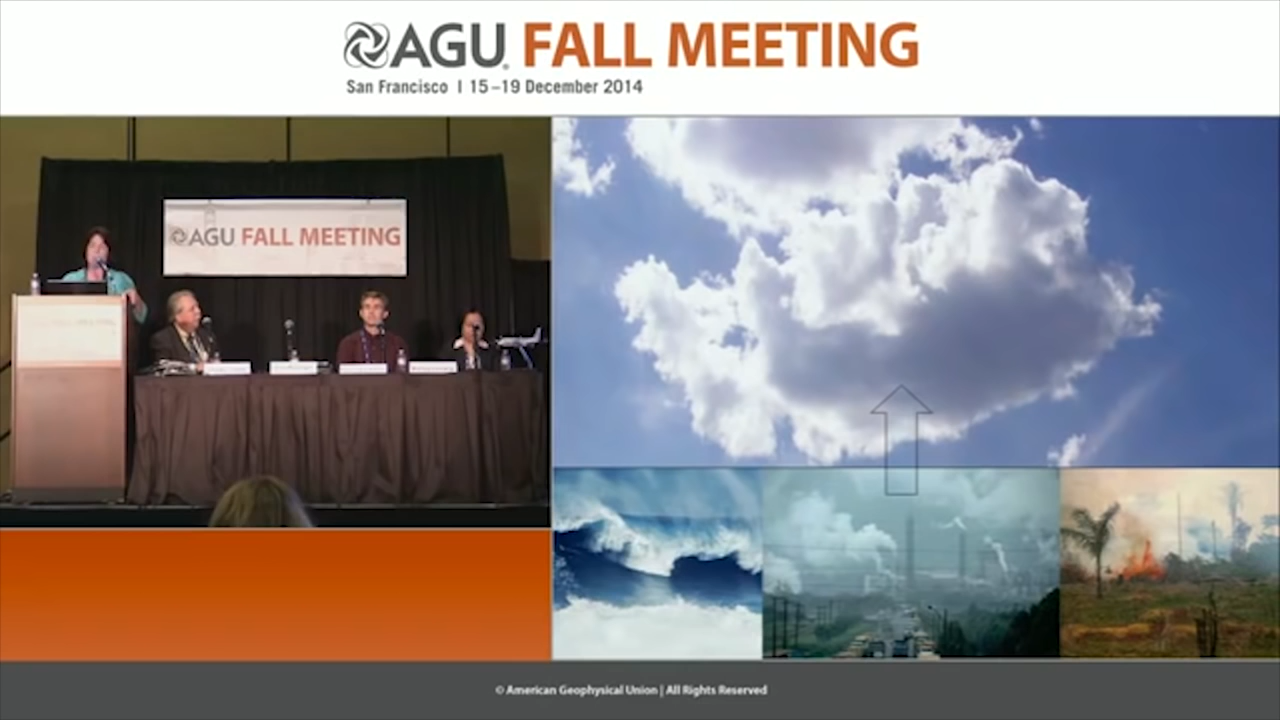 AGU® FALL MEETING
San Francisco | 15–19 December 2014
AGU FALL MEETING
© American Geophysical Union | All Rights Reserved